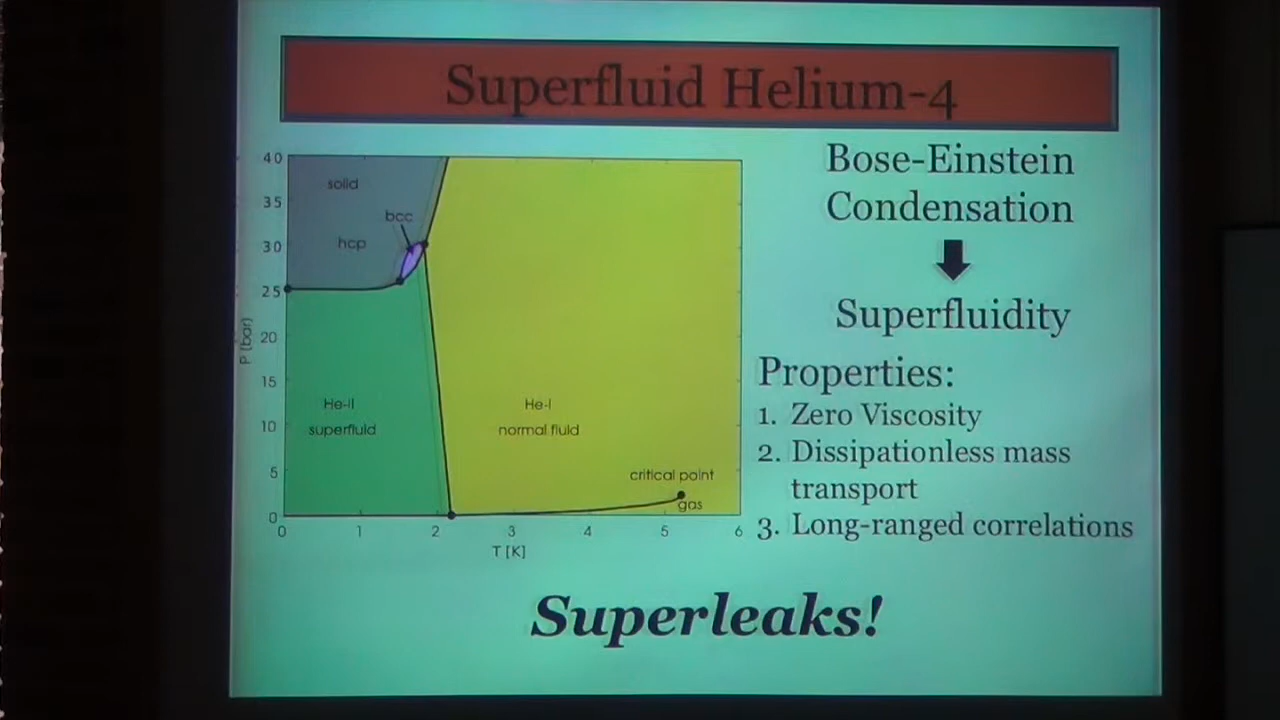 Superfluid Helium-4
40
35
30
25
20
15
10
5
0
P (bar)
solid
bcc
hcp
He-II
superfluid
He-I
normal fluid
critical point
gas
0 1 2 3 4 5 6
T [K]
Bose-Einstein
Condensation
Superfluidity
Properties:
1. Zero Viscosity
2. Dissipationless mass
transport
3. Long-ranged correlations
Superleaks!